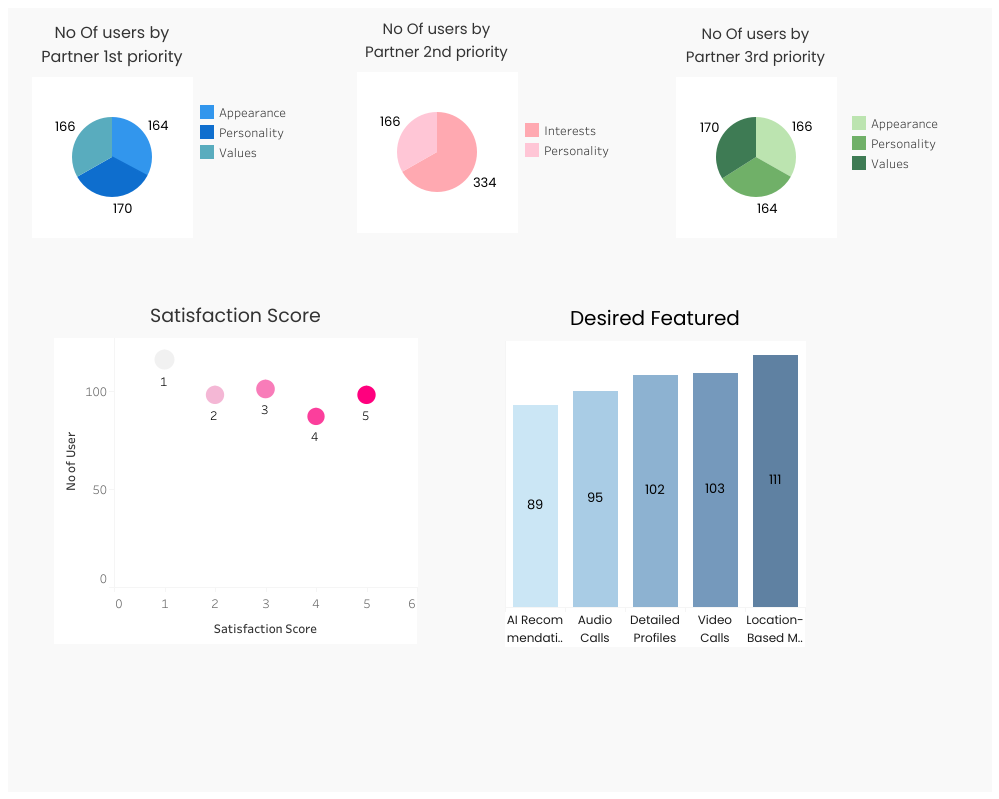 No Of users by
Partner 1st priority
166
164
170
Appearance
Personality
Values
No Of users by
Partner 2nd priority
166
334
Interests
Personality
No Of users by
Partner 3rd priority
170
166
164
Appearance
Personality
Values
Satisfaction Score
No of User
100
50
0
1
2
3
4
5
0 1 2 3 4 5 6
Satisfaction Score
Desired Featured
89
95
102
103
111
AI Recom
mendati..
Audio
Calls
Detailed
Profiles
Video
Calls
Location-
Based M..